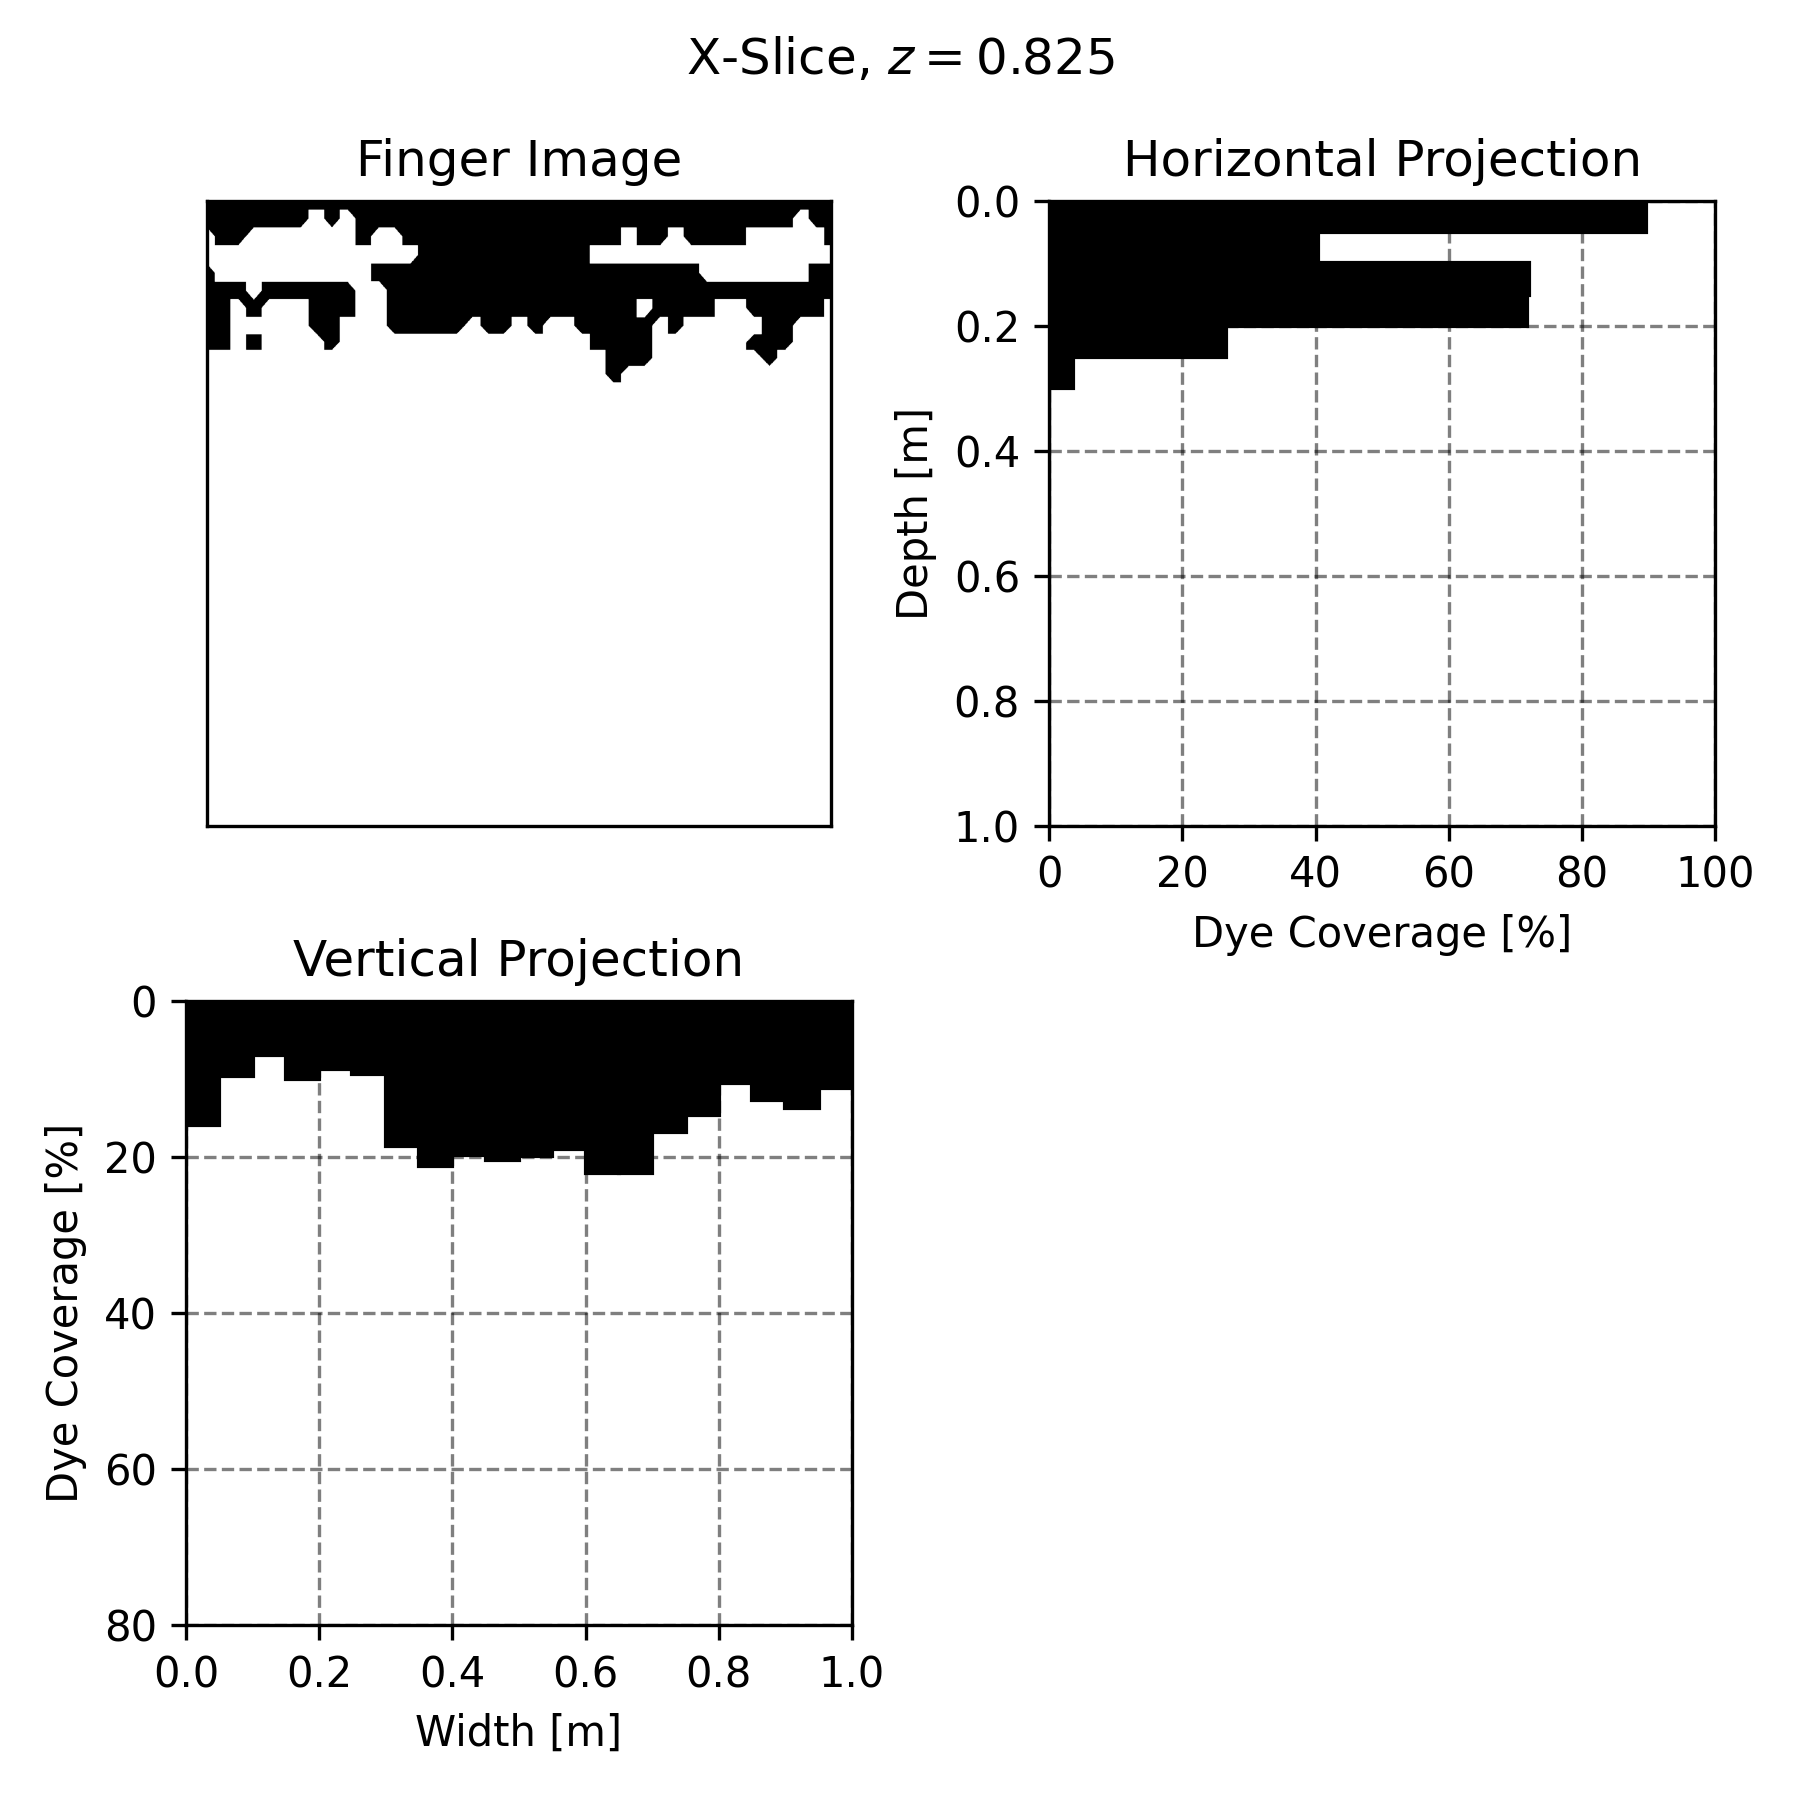 X-Slice, z = 0.825
Finger Image
Horizontal Projection
0.0
0.2
0.4
0.6
0.8
1.0
Depth [m]
0 20 40 60 80 100
Dye Coverage [%]
Vertical Projection
0
20
40
60
80
Dye Coverage [%]
0.0 0.2 0.4 0.6 0.8 1.0
Width [m]